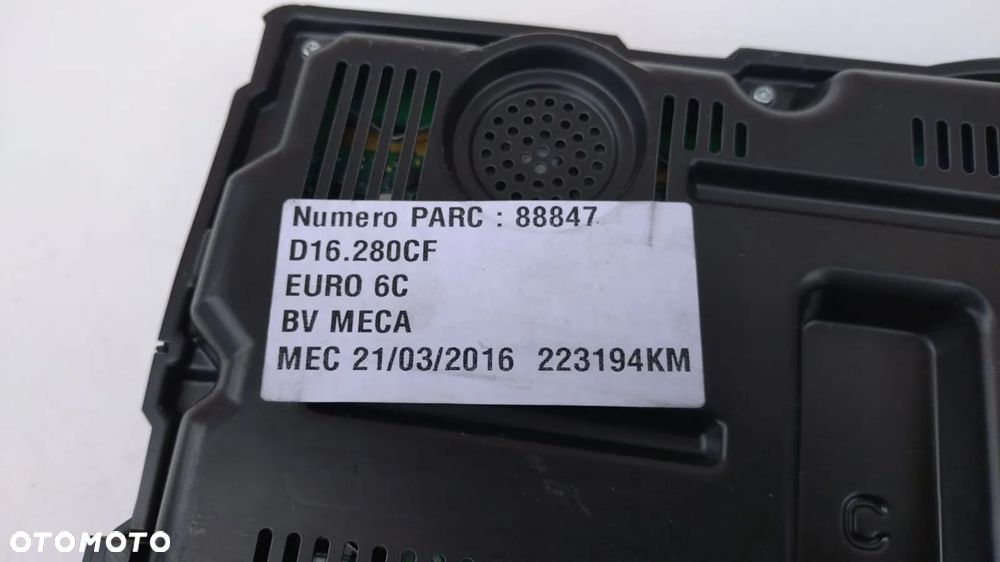 Numero PARC : 88847
D16.280CF
EURO 6C
BV MECA
MEC 21/03/2016 223194KM
C
OTOMOTO